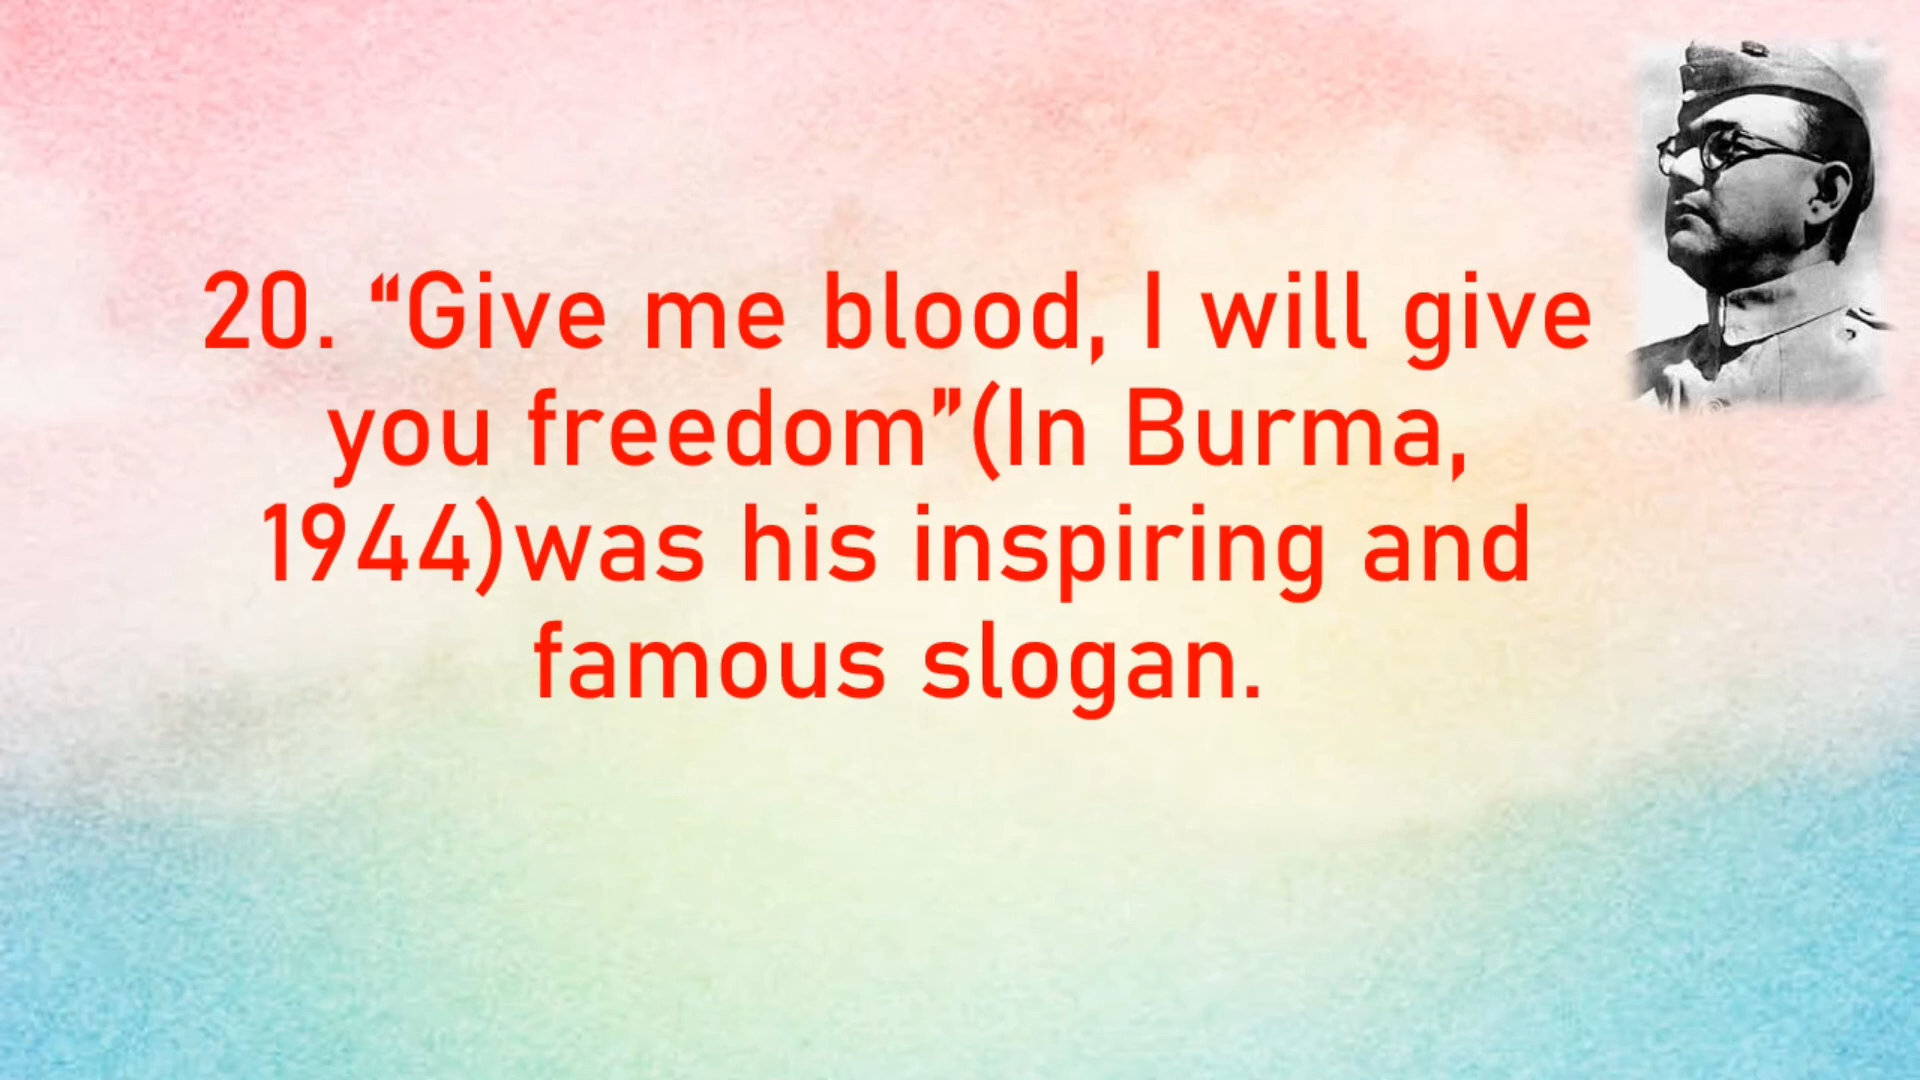 20. “Give me blood, I will give
you freedom”(In Burma,
1944)was his inspiring and
famous slogan.